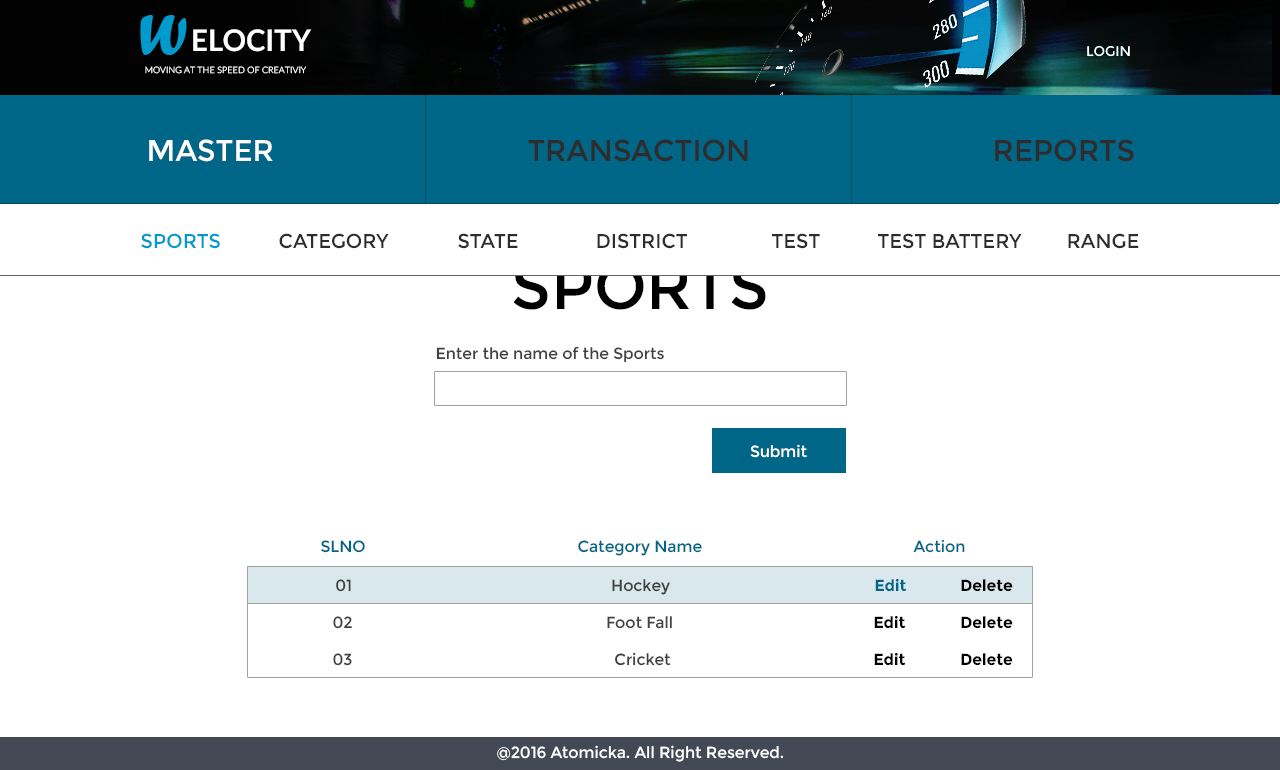 WELOCITY
MOVING AT THE SPEED OF CREATIVIY
160
120
280
300
LOGIN
MASTER TRANSACTION REPORTS
SPORTS CATEGORY STATE DISTRICT TEST TEST BATTERY RANGE
SPORTS
Enter the name of the Sports
Submit
SLNO Category Name Action
01 Hockey Edit Delete
02 Foot Fall Edit Delete
03 Cricket Edit Delete
@2016 Atomicka. All Right Reserved.